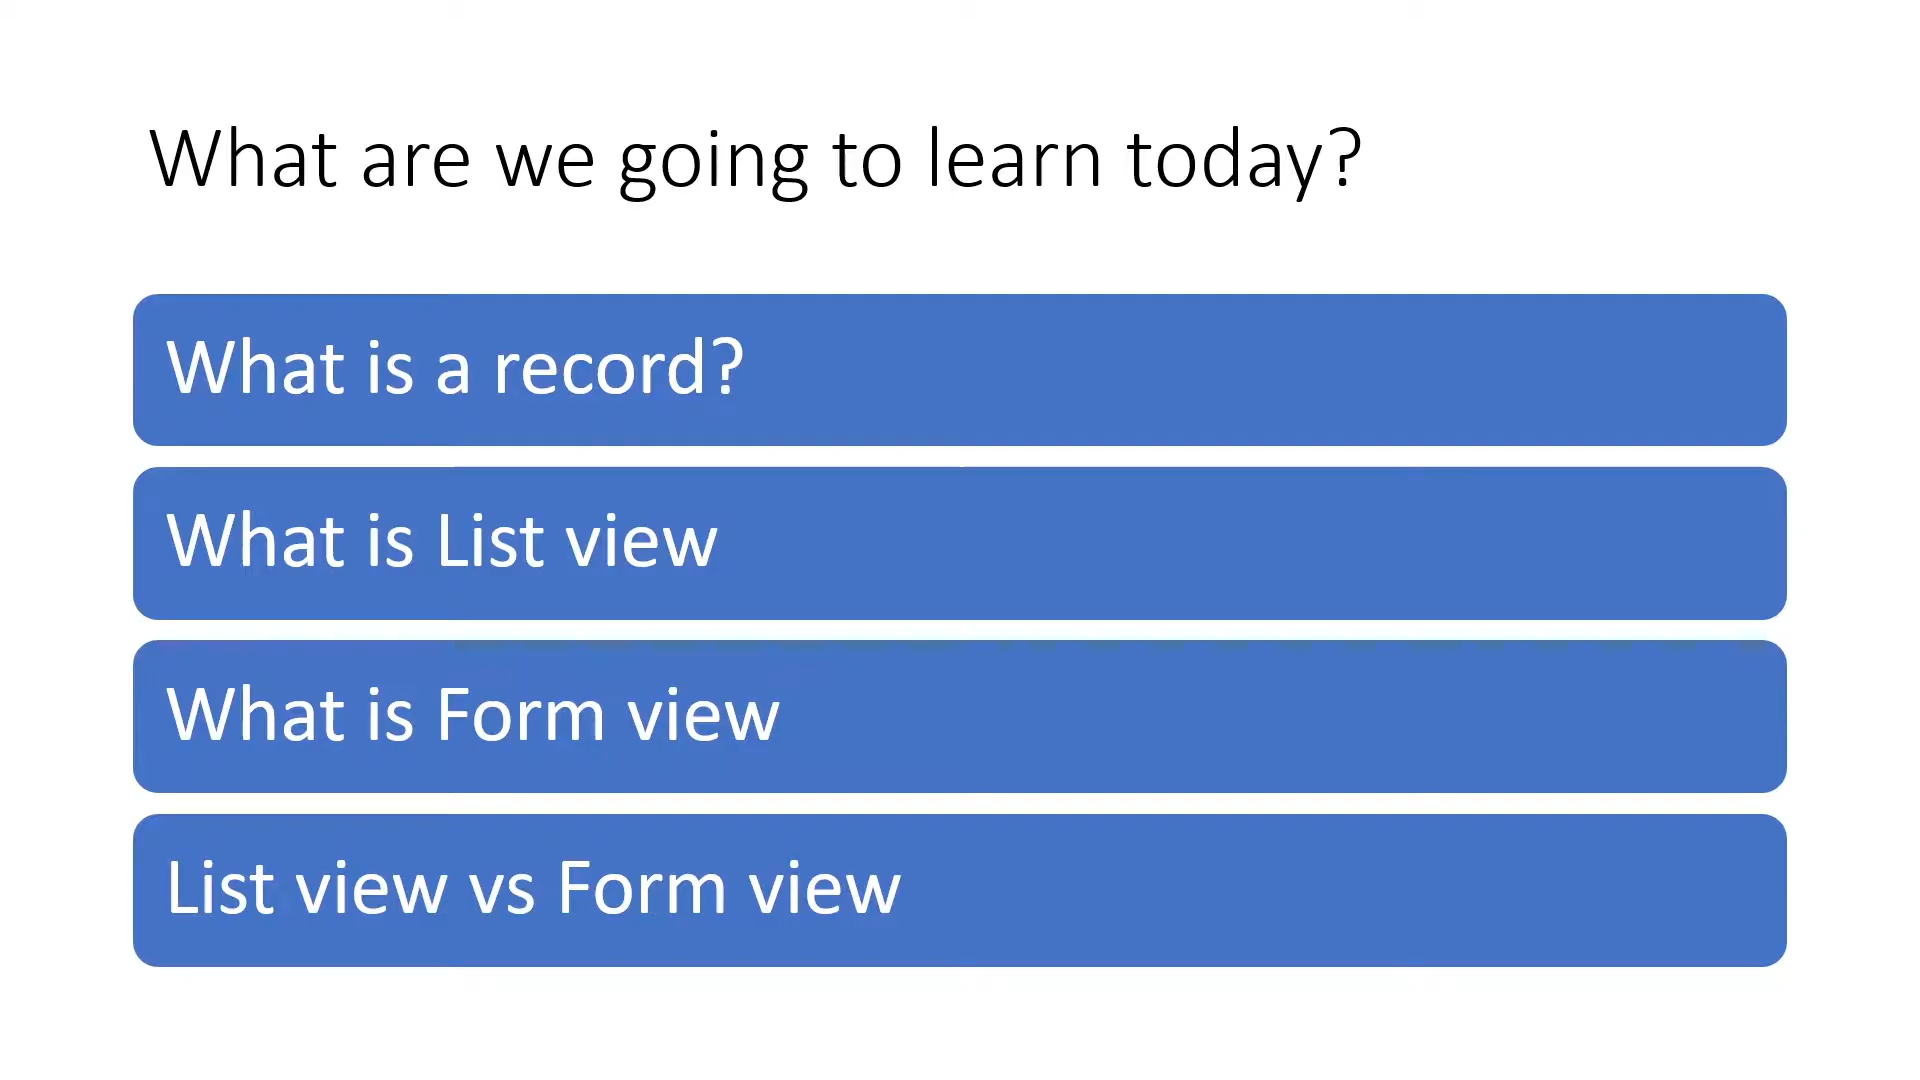 What are we going to learn today?
What is a record?
What is List view
What is Form view
List view vs Form view